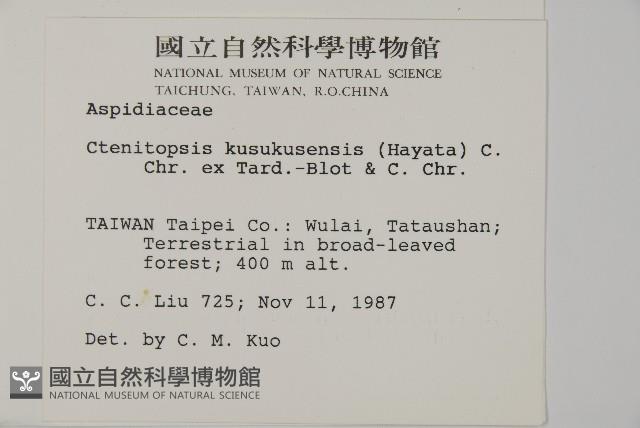 國立自然科學博物館
NATIONAL MUSEUM OF NATURAL SCIENCE
TAICHUNG, TAIWAN, R.O.CHINA
Aspidiaceae
Ctenitopsis kusukusensis (Hayata) C.
Chr. ex Tard.-Blot & C. Chr.
TAIWAN Taipei Co.: Wulai, Tataushan;
Terrestrial in broad-leaved
forest; 400 m alt.
C. C. Liu 725; Nov 11, 1987
Det. by C. M. Kuo
國立自然科學博物館
NATIONAL MUSEUM OF NATURAL SCIENCE